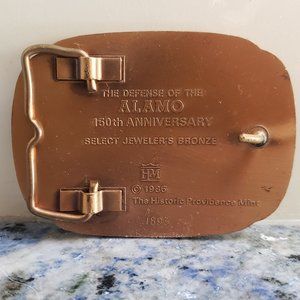 THE DEFENSE OF THE
ALAMO
150th ANNIVERSARY
SELECT JEWELER'S BRONZE
HPM
© 1986
The Historic Providence Mint